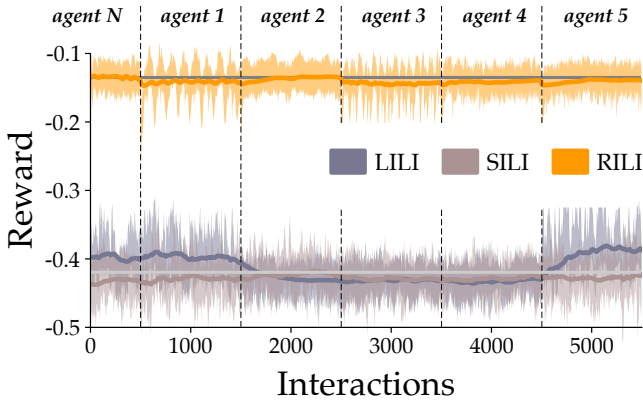 agent N agent 1 agent 2 agent 3 agent 4 agent 5
-0.1
-0.2
-0.3
-0.4
-0.5
Reward
LILI SILI RILI
0 1000 2000 3000 4000 5000
Interactions